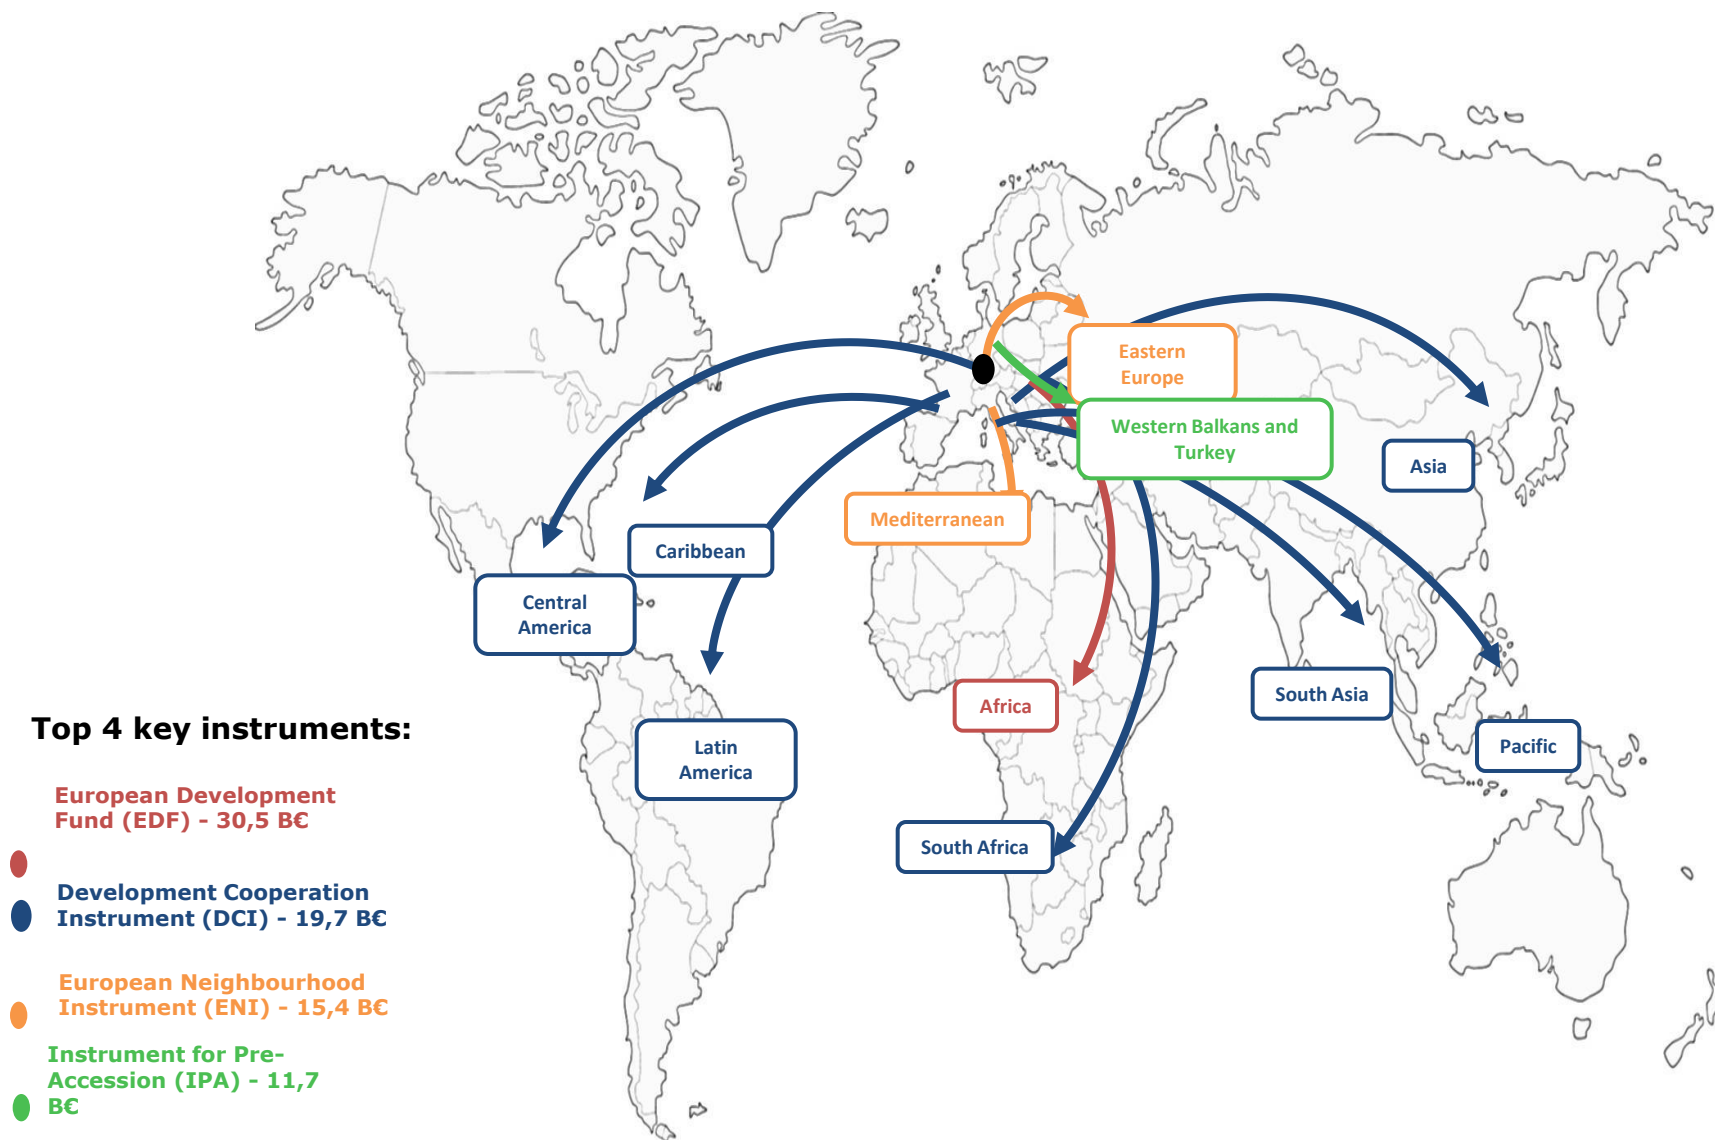 Eastern
Europe
Western Balkans and
Turkey
Asia
Mediterranean
Caribbean
Central
America
Africa
South Asia
Latin
America
Pacific
South Africa
Top 4 key instruments:
European Development
Fund (EDF) - 30,5 B€
Development Cooperation
Instrument (DCI) - 19,7 B€
European Neighbourhood
Instrument (ENI) - 15,4 B€
Instrument for Pre-
Accession (IPA) - 11,7
B€